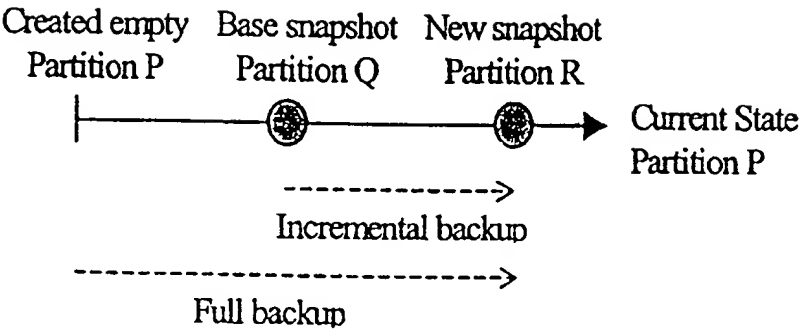 Created empty
Partition P
Base snapshot
Partition Q
New snapshot
Partition R
Current State
Partition P
Incremental backup
Full backup